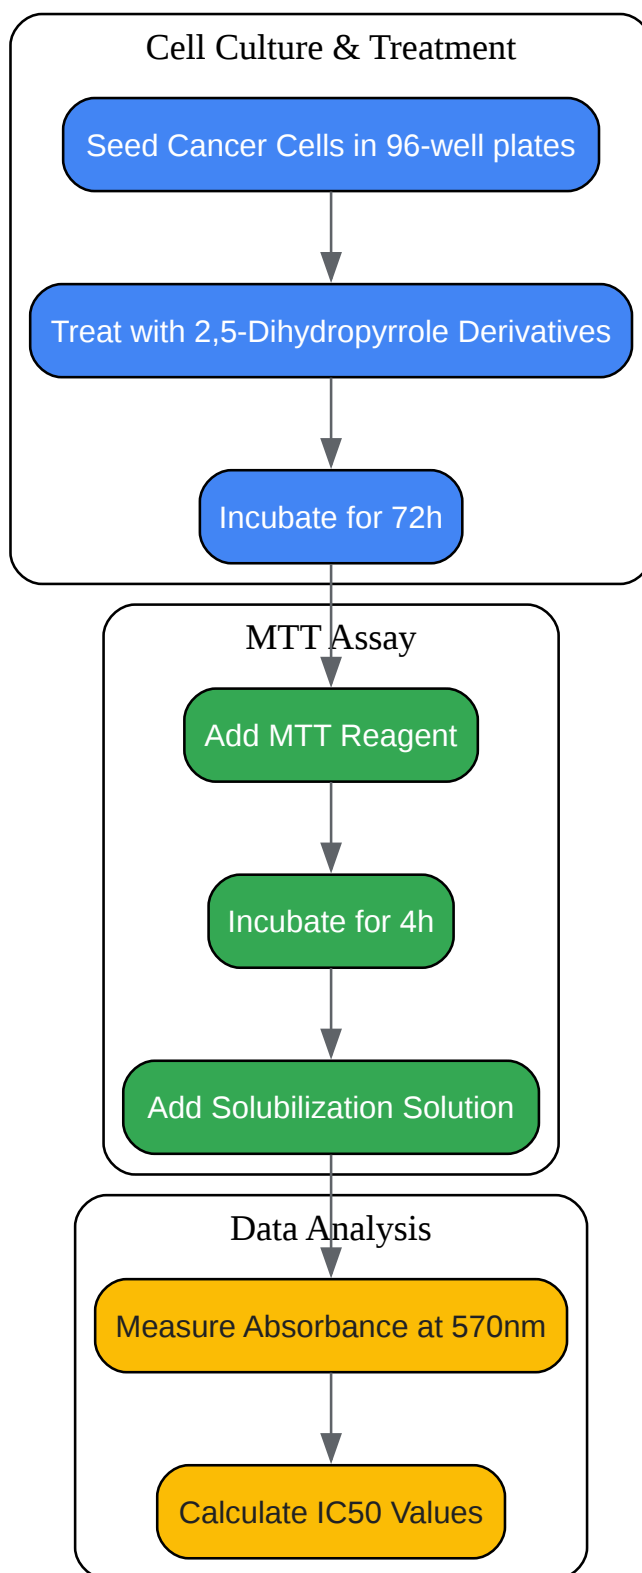 Cell Culture & Treatment
Seed Cancer Cells in 96-well plates
Treat with 2,5-Dihydropyrrole Derivatives
Incubate for 72h
MTT Assay
Add MTT Reagent
Incubate for 4h
Add Solubilization Solution
Data Analysis
Measure Absorbance at 570nm
Calculate IC50 Values